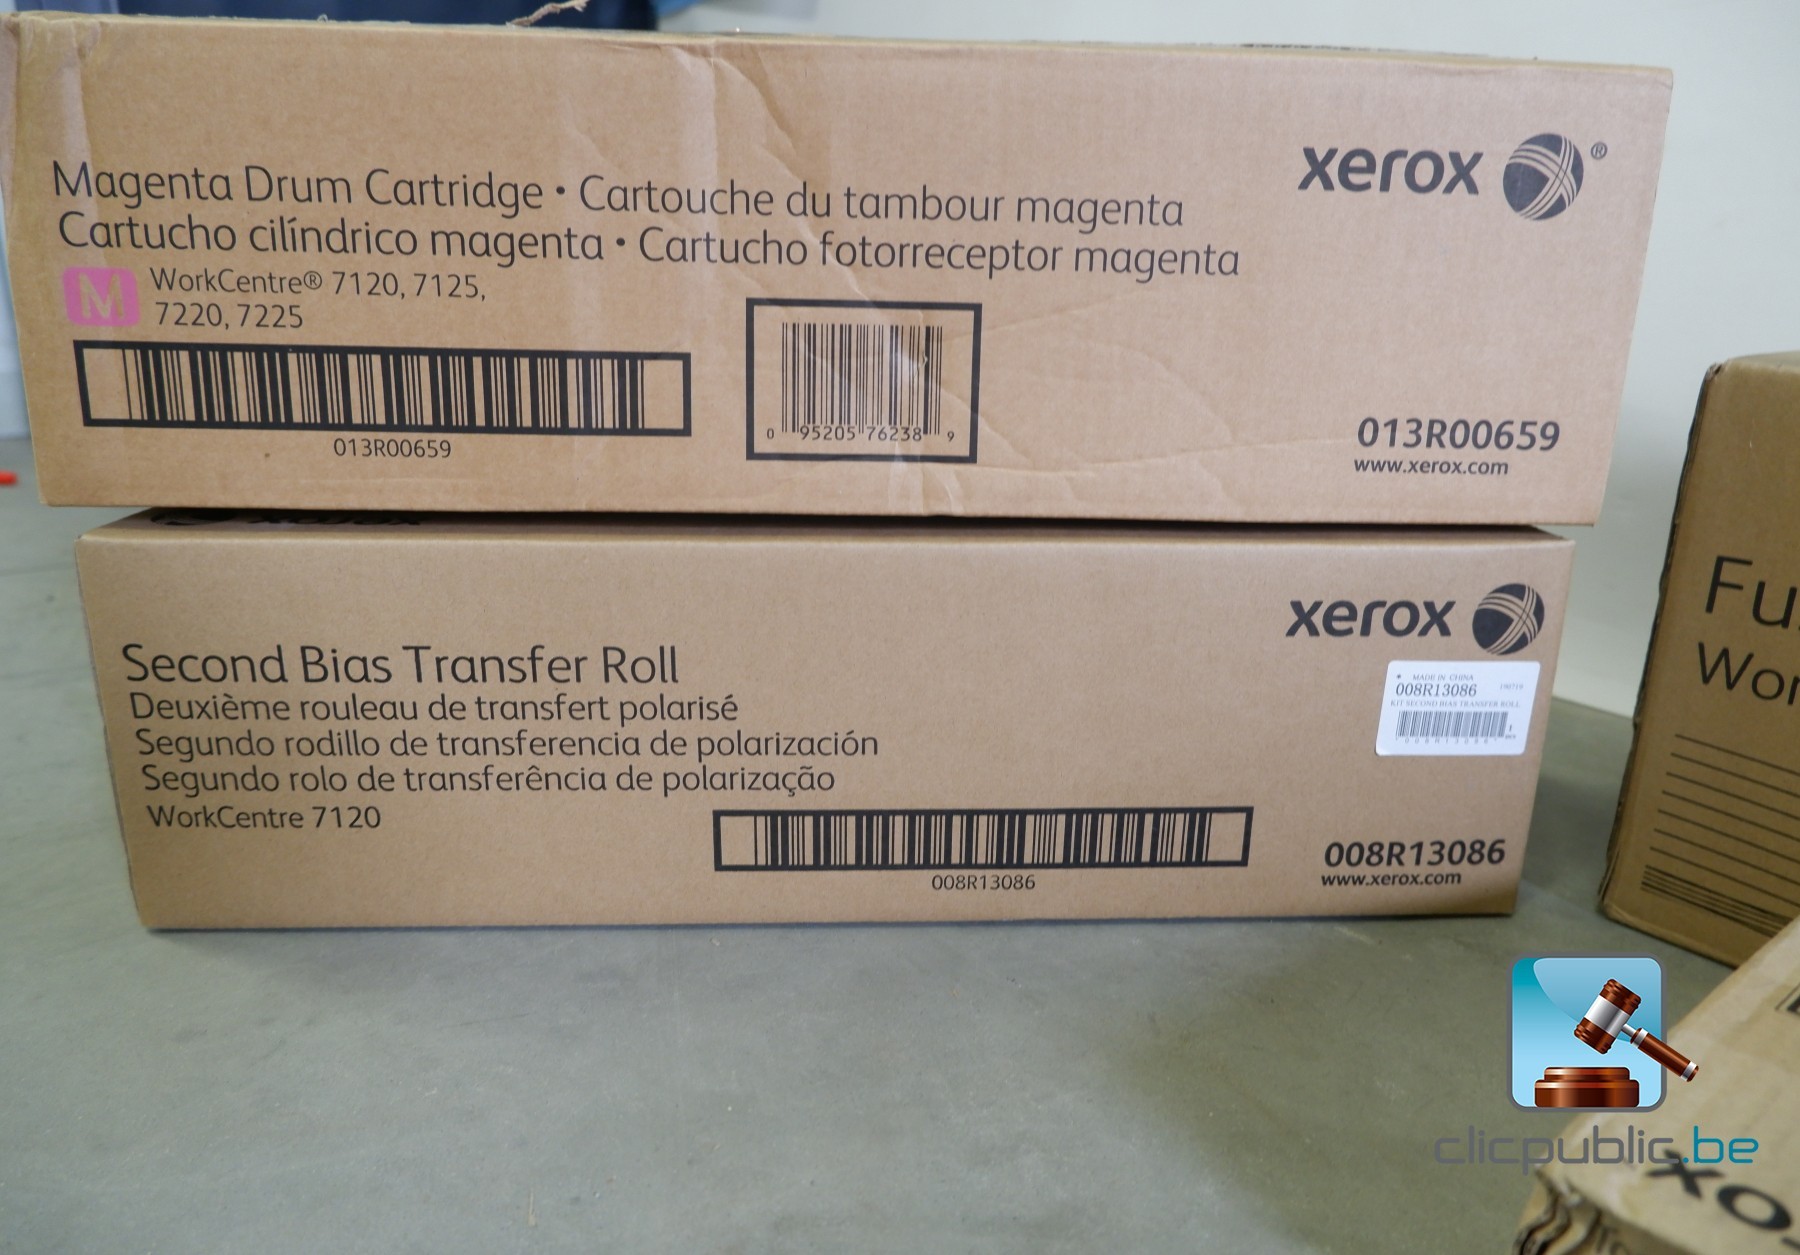 Magenta Drum Cartridge • Cartouche du tambour magenta
Cartucho cilíndrico magenta • Cartucho fotorreceptor magenta
M
WorkCentre® 7120, 7125,
7220, 7225
013R00659
0 95205 76238 9
xerox ®
013R00659
www.xerox.com
xerox
Second Bias Transfer Roll
Deuxième rouleau de transfert polarisé
Segundo rodillo de transferencia de polarización
Segundo rolo de transferência de polarização
WorkCentre 7120
008R13086
xerox
MADE IN CHINA
008R13086 190719
KIT SECOND BIAS TRANSFER ROLL
008R13086
www.xerox.com
clicpublic.be